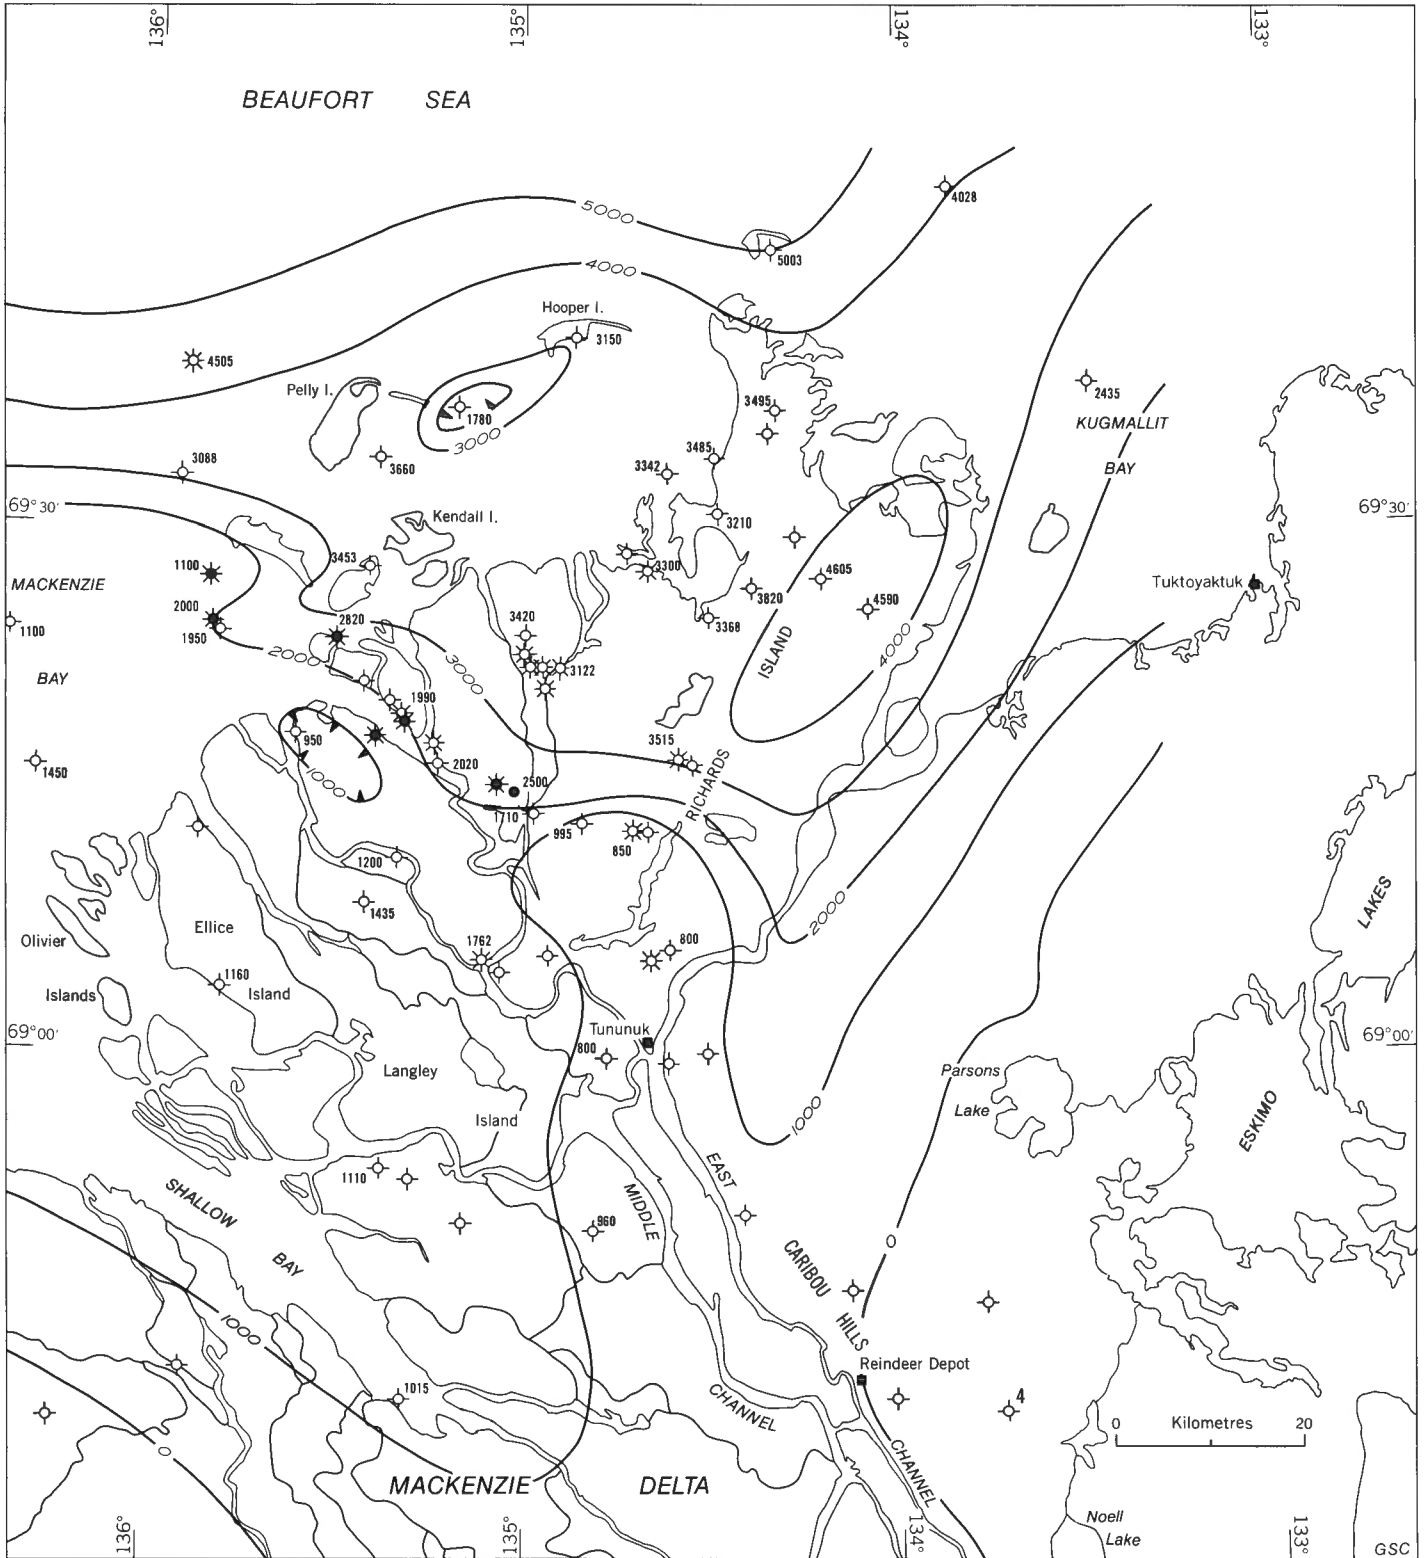 136°
135°
134°
133°
BEAUFORT SEA
5000
4028
5003
4000
Hooper I.
3150
4505
Pelly I.
1780
3000
2435
KUGMALLIT
BAY
3495
3660
3485
3342
3088
69°30'
69°30'
Kendall I.
3210
3453
3300
1100
4605
3820
4590
MACKENZIE
Tuktoyaktuk
2000
1950
1100
2820
3420
3368
2000
3000
3122
ISLAND
4000
BAY
1990
950
1000
2020
3515
1450
2500
1710
995
850
RICHARDS
1200
1435
2000
LAKES
Ellice
Olivier
1762
800
1160
Island
Islands
69°00'
69°00'
Tununuk
800
Langley
Parsons
Lake
Island
1000
ESKIMO
1110
EAST
SHALLOW
MIDDLE
960
0
BAY
CARIBOU
HILLS
1000
Reindeer Depot
1015
4
CHANNEL
0 Kilometres 20
0
CHANNEL
MACKENZIE DELTA
Noell
Lake
136°
135°
134°
133°
GSC